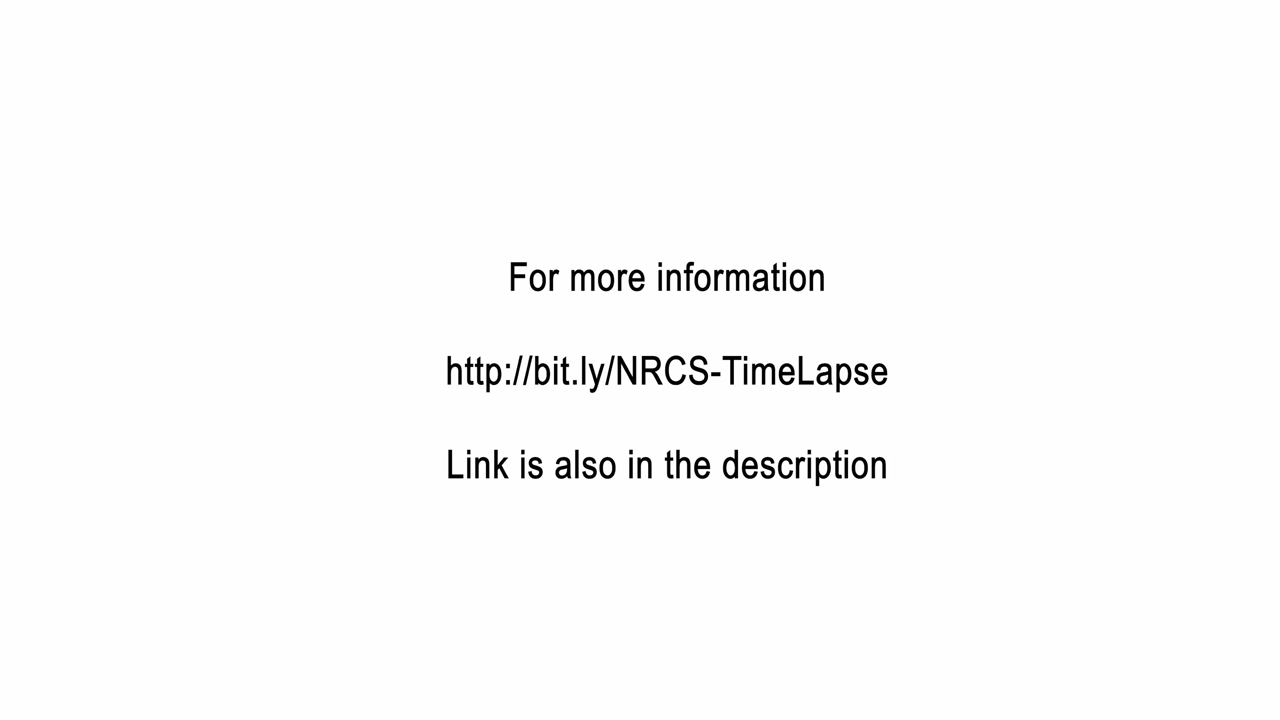 For more information
http://bit.ly/NRCS-TimeLapse
Link is also in the description